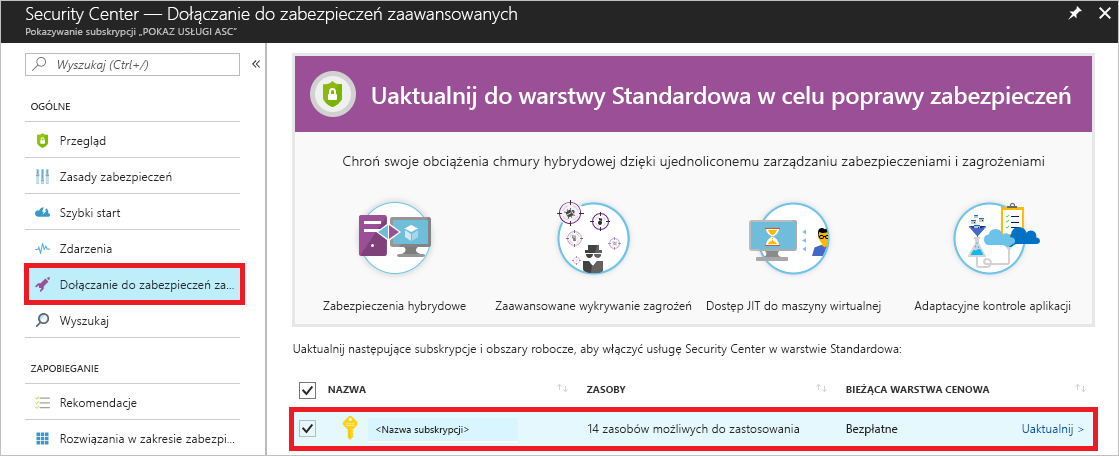 Security Center — Dołączanie do zabezpieczeń zaawansowanych
Pokazywanie subskrypcji „POKAZ USŁUGI ASC”
Wyszukaj (Ctrl+/)
OGÓLNE
Przegląd
Zasady zabezpieczeń
Szybki start
Zdarzenia
Dołączanie do zabezpieczeń za...
Wyszukaj
ZAPOBIEGANIE
Rekomendacje
Rozwiązania w zakresie zabezpi...
Uaktualnij do warstwy Standardowa w celu poprawy zabezpieczeń
Chroń swoje obciążenia chmury hybrydowej dzięki ujednoliconemu zarządzaniu zabezpieczeniami i zagrożeniami
Zabezpieczenia hybrydowe
Zaawansowane wykrywanie zagrożeń
Dostęp JIT do maszyny wirtualnej
Adaptacyjne kontrole aplikacji
Uaktualnij następujące subskrypcje i obszary robocze, aby włączyć usługę Security Center w warstwie Standardowa:
NAZWA ZASOBY BIEŻĄCA WARSTWA CENOWA
<Nazwa subskrypcji> 14 zasobów możliwych do zastosowania Bezpłatne Uaktualnij >